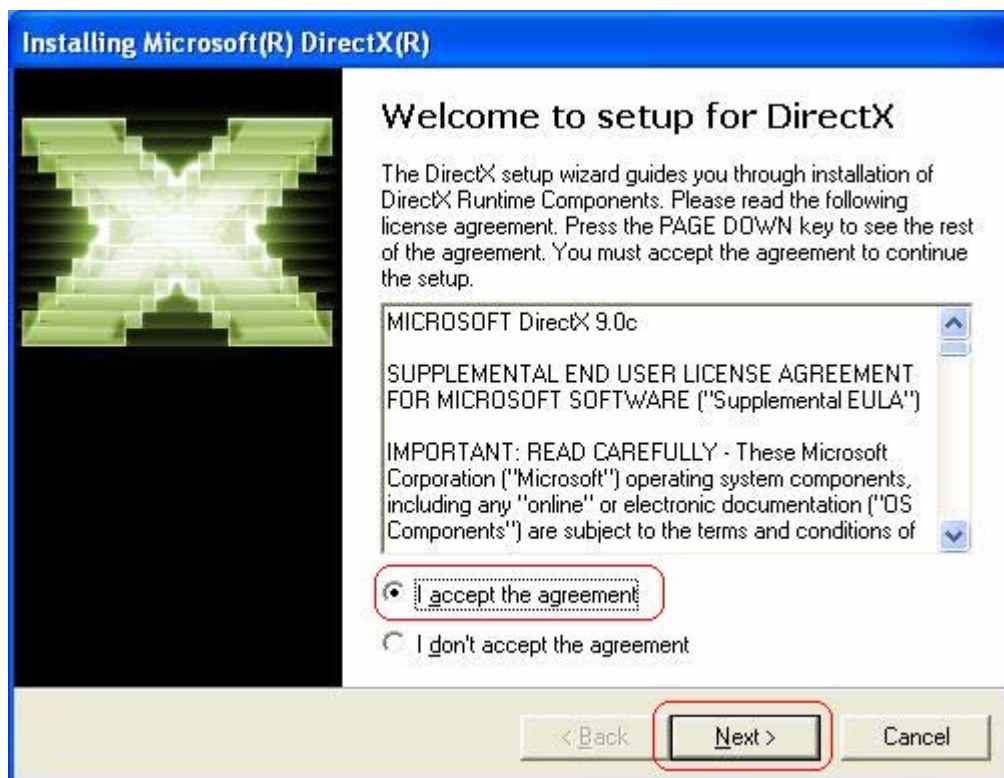 Installing Microsoft(R) DirectX(R)
Welcome to setup for DirectX
The DirectX setup wizard guides you through installation of
DirectX Runtime Components. Please read the following
license agreement. Press the PAGE DOWN key to see the rest
of the agreement. You must accept the agreement to continue
the setup.
MICROSOFT DirectX 9.0c
SUPPLEMENTAL END USER LICENSE AGREEMENT
FOR MICROSOFT SOFTWARE ("Supplemental EULA")
IMPORTANT: READ CAREFULLY - These Microsoft
Corporation ("Microsoft") operating system components,
including any "online" or electronic documentation ("OS
Components") are subject to the terms and conditions of
I accept the agreement
I don't accept the agreement
< Back
Next >
Cancel